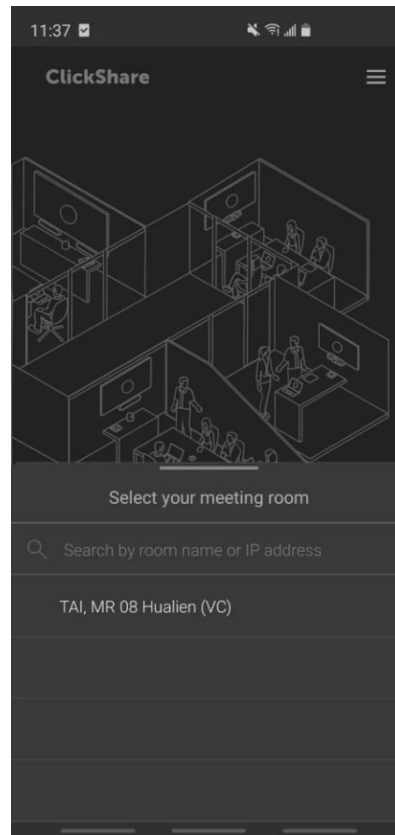 11:37
ClickShare
Select your meeting room
Search by room name or IP address
TAI, MR 08 Hualien (VC)